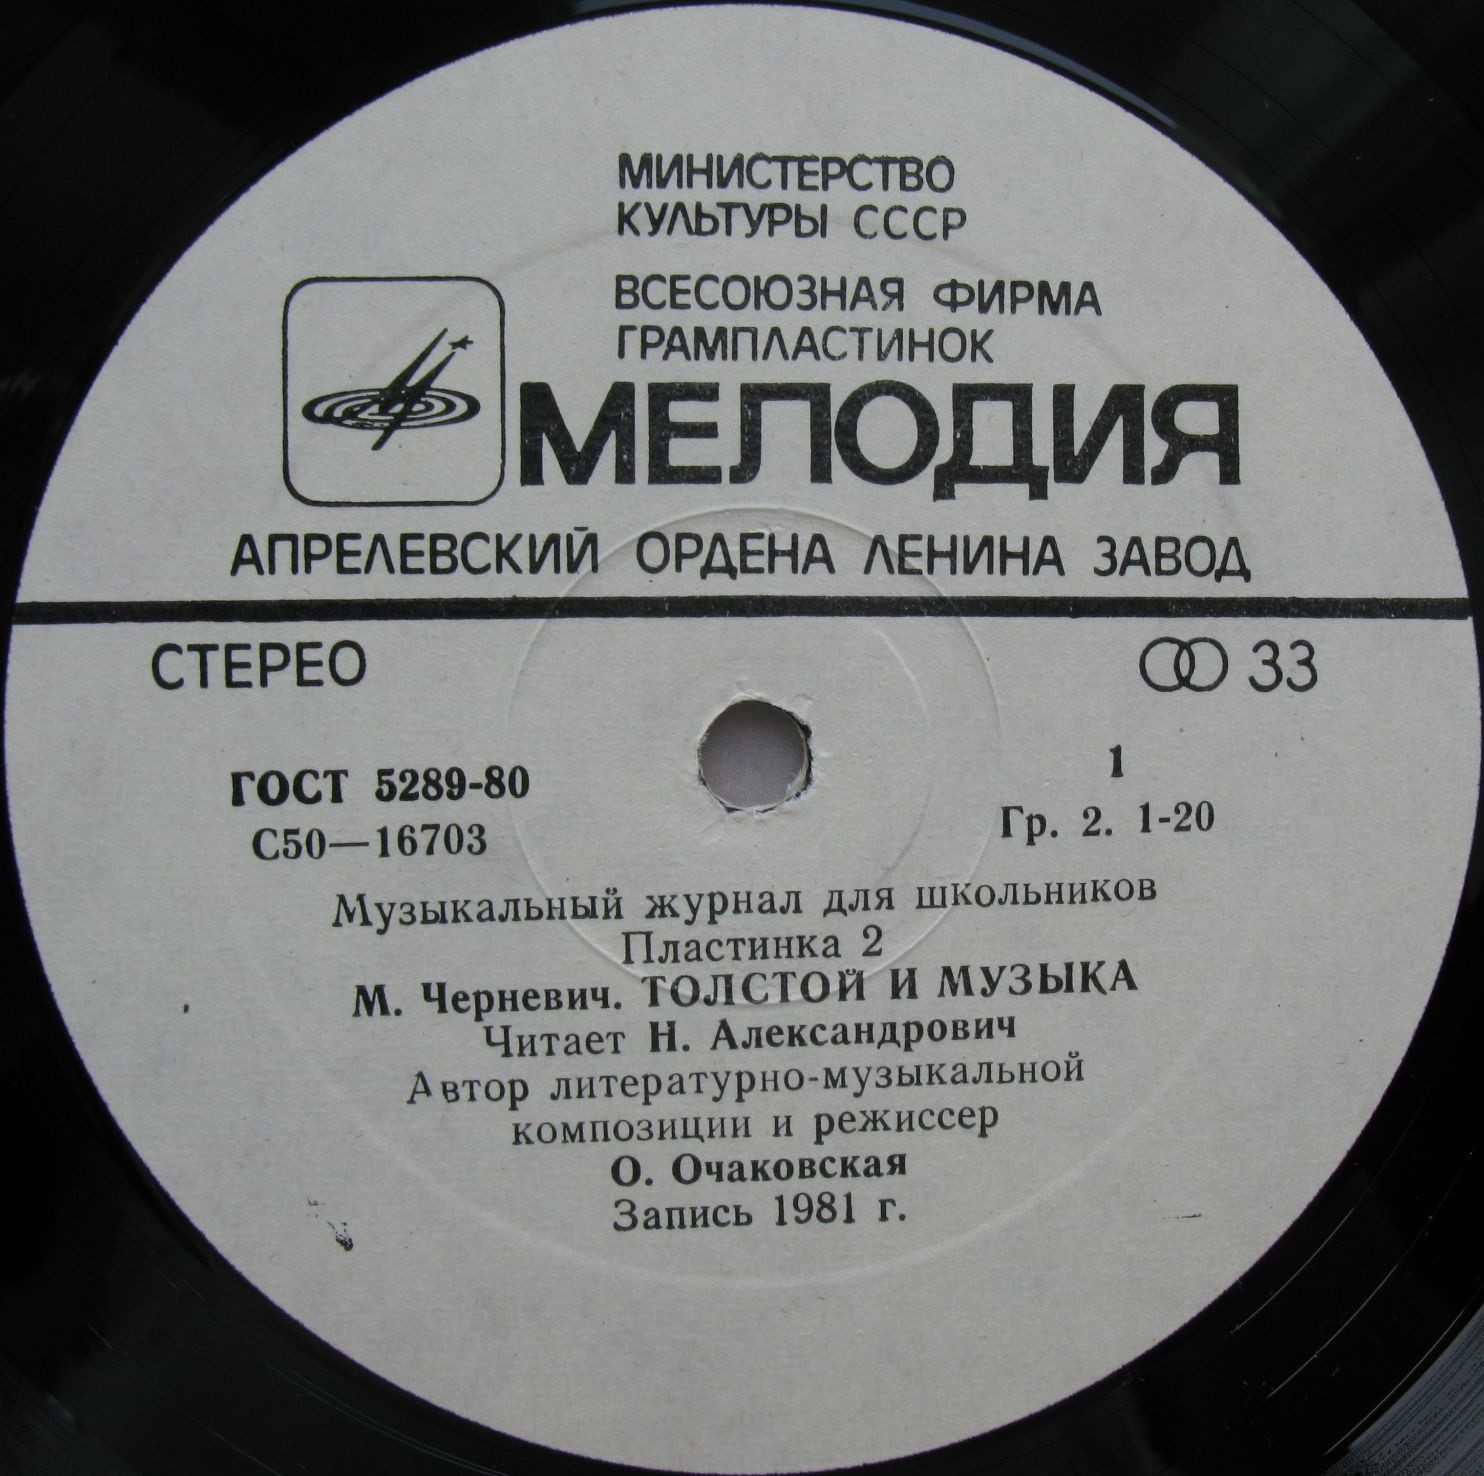 МИНИСТЕРСТВО
КУЛЬТУРЫ СССР
ВСЕСОЮЗНАЯ ФИРМА
ГРАМПЛАСТИНОК
МЕЛОДИЯ
АПРЕЛЕВСКИЙ ОРДЕНА ЛЕНИНА ЗАВОД
СТЕРЕО
33
ГОСТ 5289-80
С50—16703
1
Гр. 2. 1-20
Музыкальный журнал для школьников
Пластинка 2
М. Черневич. ТОЛСТОЙ И МУЗЫКА
Читает Н. Александрович
Автор литературно-музыкальной
композиции и режиссер
О. Очаковская
Запись 1981 г.